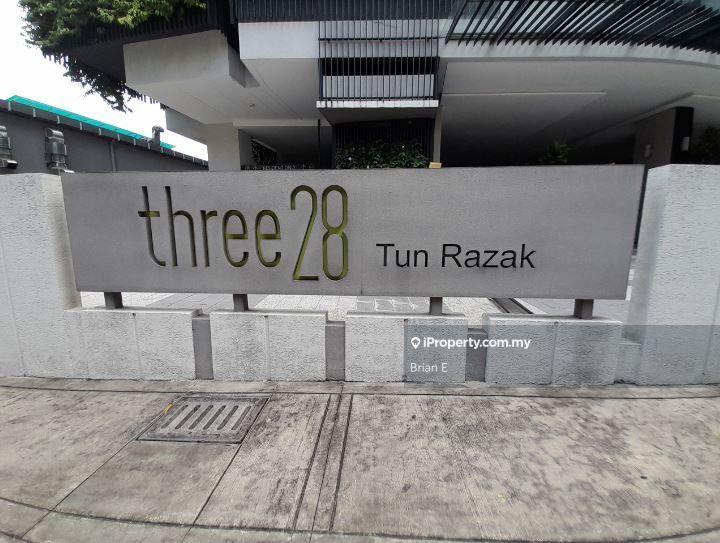 three28 Tun Razak
iProperty.com.my
Brian E